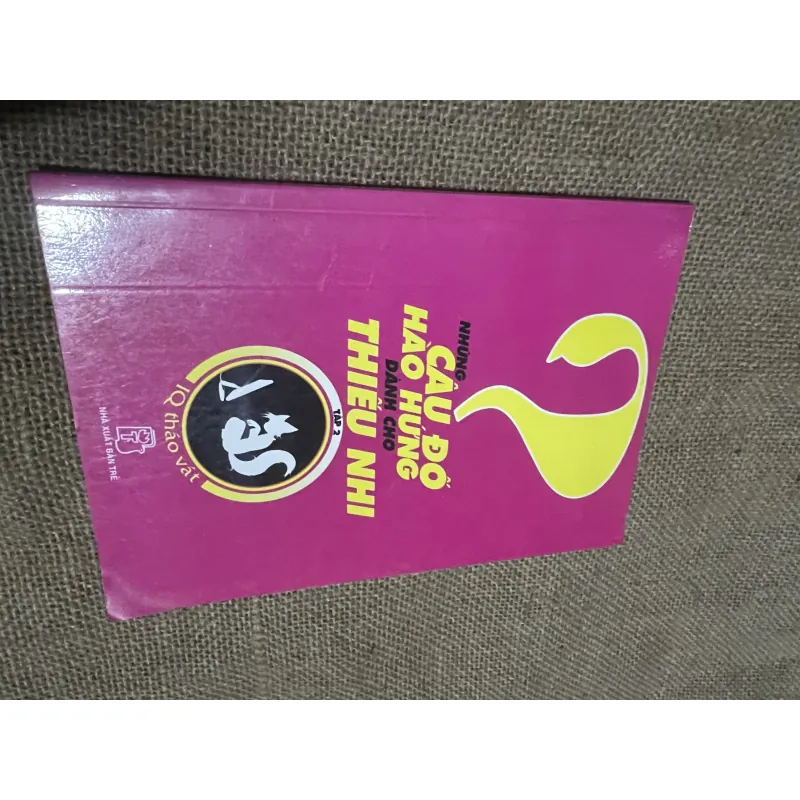 NHỮNG
CÂU ĐỐ
HÀO HỨNG
DÀNH CHO
THIẾU NHI
TẬP 2
IQ tháo vát
NHÀ XUẤT BẢN TRẺ